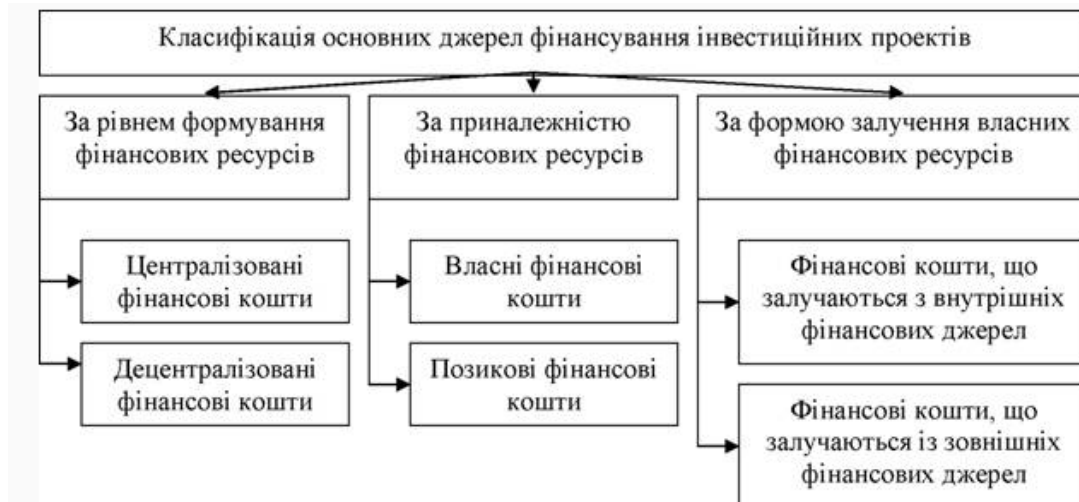 Класифікація основних джерел фінансування інвестиційних проектів
За рівнем формування
фінансових ресурсів
Централізовані
фінансові кошти
Децентралізовані
фінансові кошти
За приналежністю
фінансових ресурсів
Власні фінансові
кошти
Позикові фінансові
кошти
За формою залучення власних
фінансових ресурсів
Фінансові кошти, що
залучаються з внутрішніх
фінансових джерел
Фінансові кошти, що
залучаються із зовнішніх
фінансових джерел